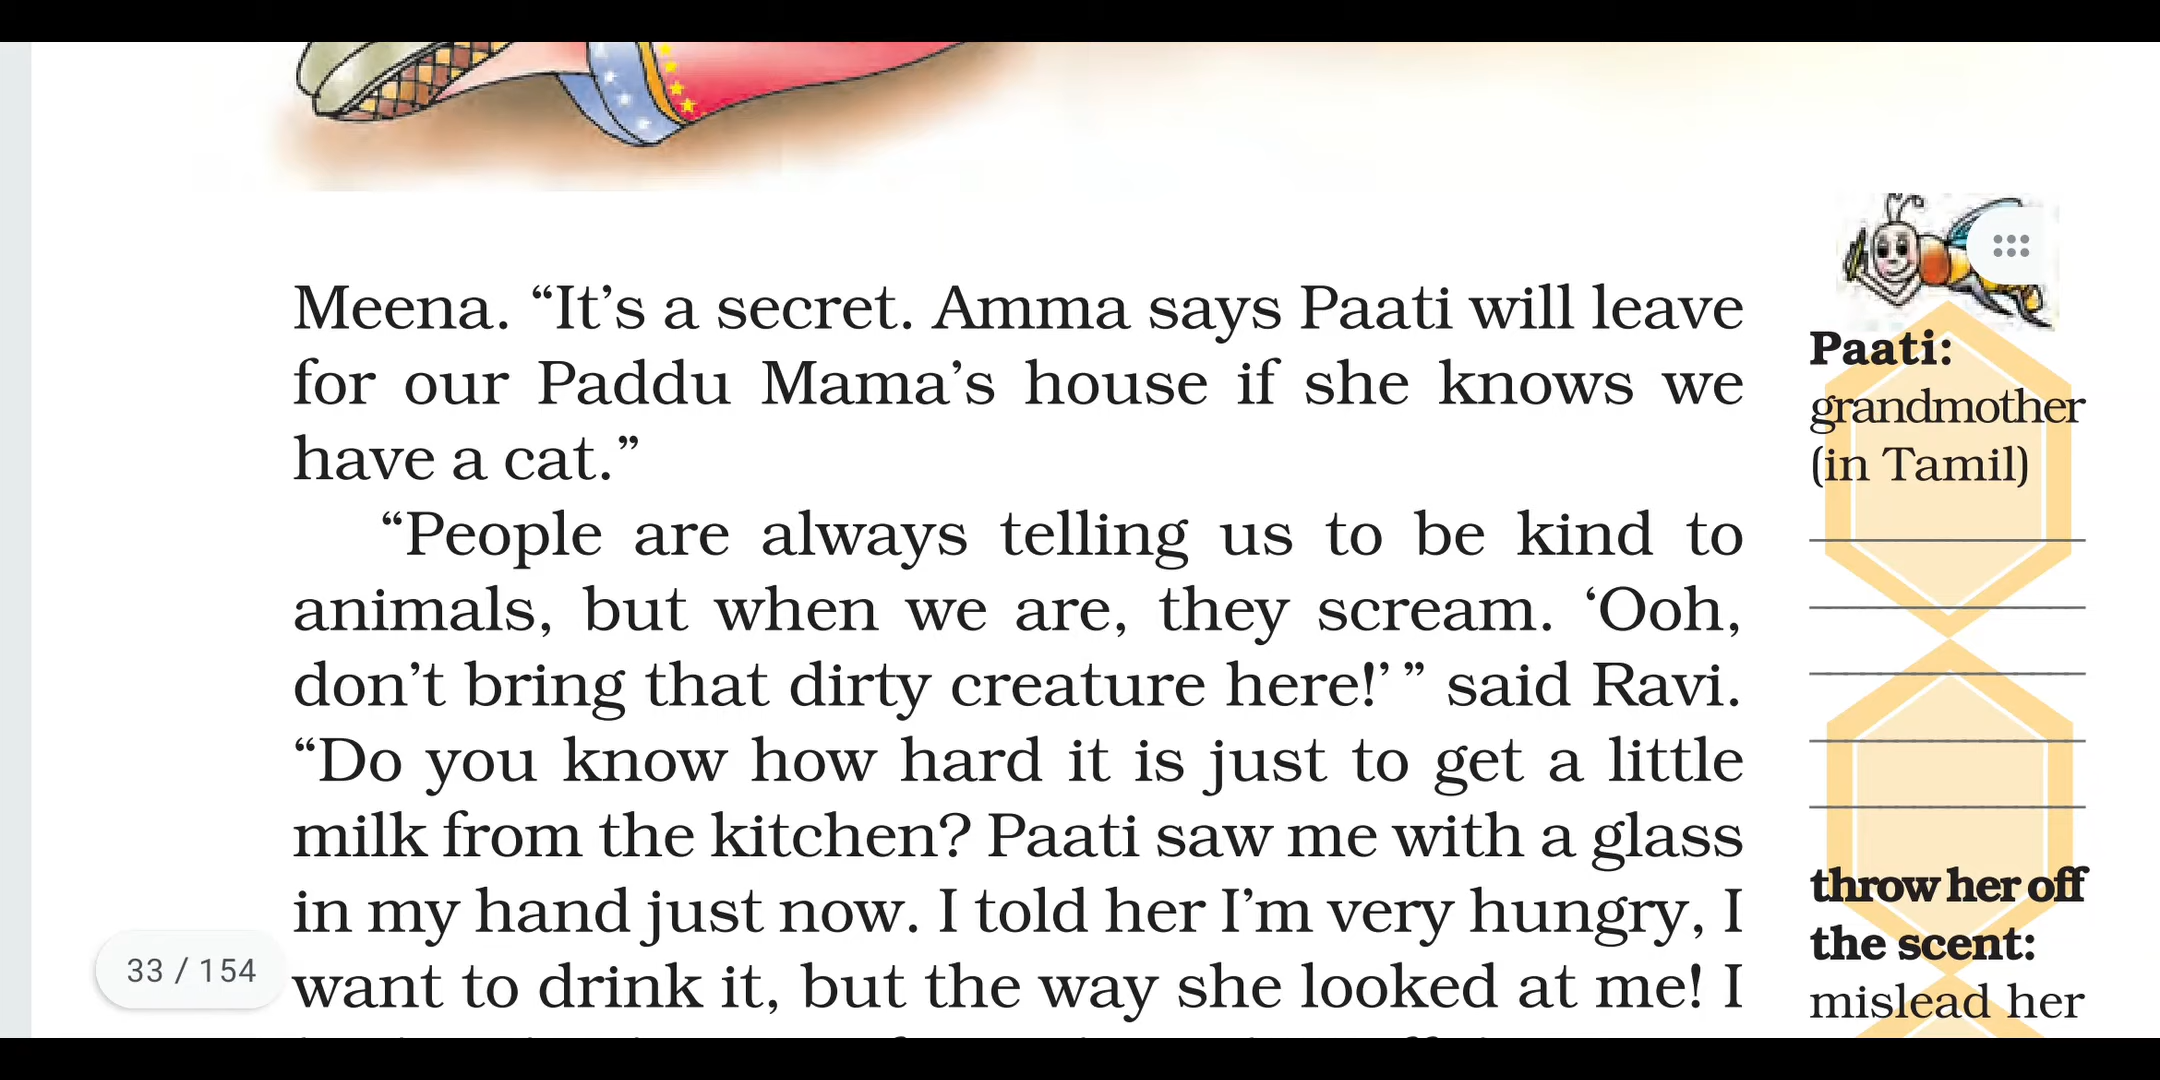 Meena. “It’s a secret. Amma says Paati will leave
for our Paddu Mama’s house if she knows we
have a cat.”
“People are always telling us to be kind to
animals, but when we are, they scream. ‘Ooh,
don’t bring that dirty creature here!’ ” said Ravi.
“Do you know how hard it is just to get a little
milk from the kitchen? Paati saw me with a glass
in my hand just now. I told her I’m very hungry, I
want to drink it, but the way she looked at me! I
Paati:
grandmother
(in Tamil)
throw her off
the scent:
mislead her
33 / 154